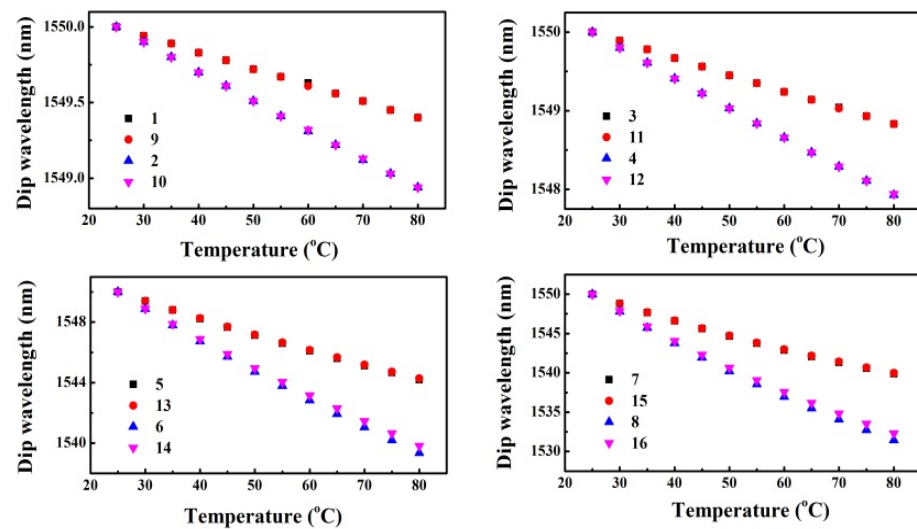 Dip wavelength (nm)
1550.0
1549.5
1549.0
1
9
2
10
20 30 40 50 60 70 80
Temperature (°C)
Dip wavelength (nm)
1550
1549
1548
3
11
4
12
20 30 40 50 60 70 80
Temperature (°C)
Dip wavelength (nm)
1548
1544
1540
5
13
6
14
20 30 40 50 60 70 80
Temperature (°C)
Dip wavelength (nm)
1550
1545
1540
1535
1530
7
15
8
16
20 30 40 50 60 70 80
Temperature (°C)